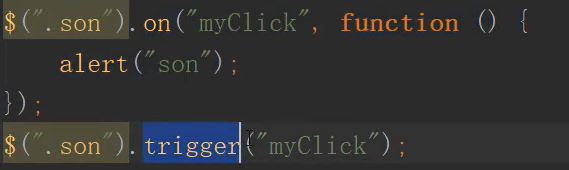 $(".son").on("myClick", function () {
    alert("son");
});
$(".son").trigger("myClick");